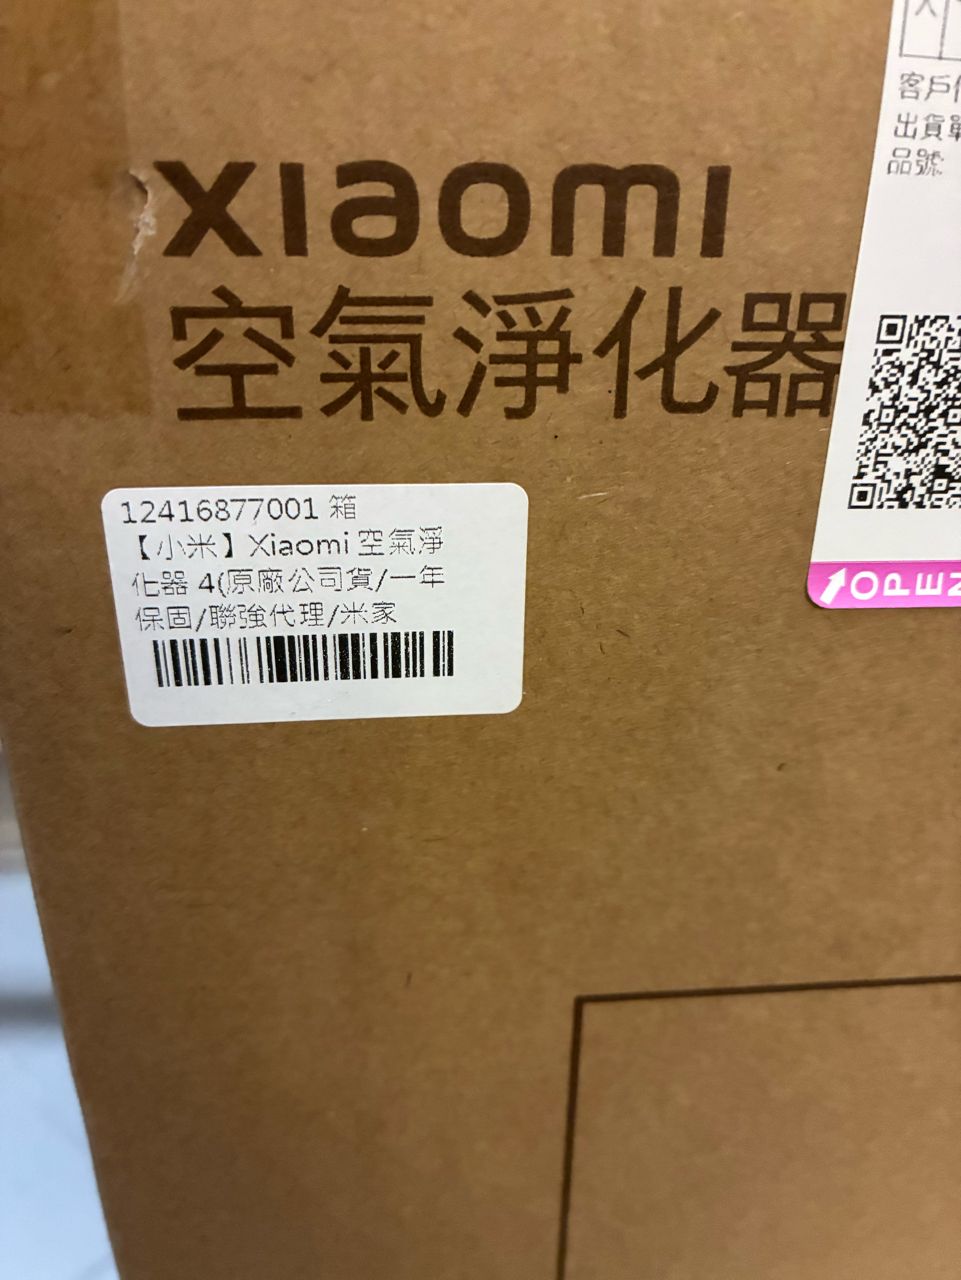 xiaomi
空氣淨化器
12416877001 箱
【小米】Xiaomi 空氣淨
化器 4(原廠公司貨/一年
保固/聯強代理/米家
客戶
出貨單
品號
OPEN